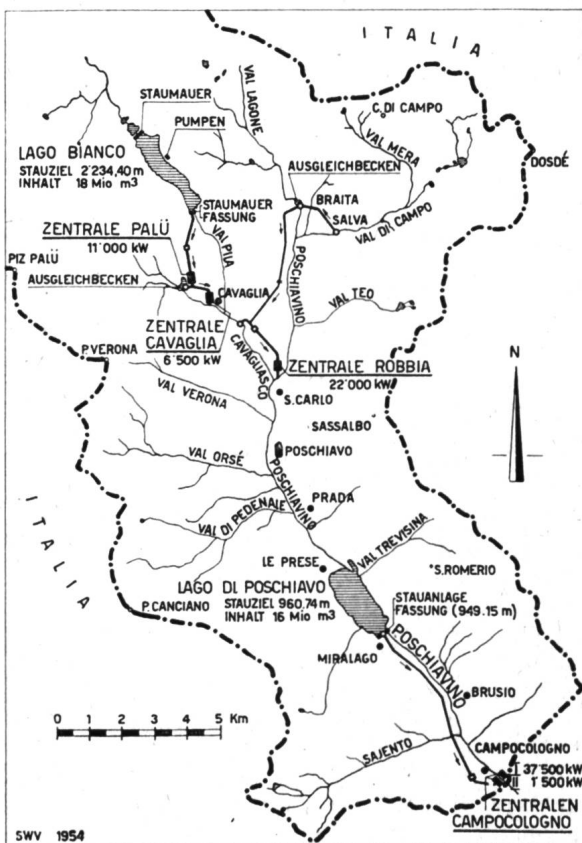 ITALIA
STAUMAUER
VAL LAGONE
C. DI CAMPO
PUMPEN
VAL MERA
LAGO BIANCO
STAUZIEL 2'234,40 m
INHALT 18 Mio m³
AUSGLEICHBECKEN
DOSDÉ
STAUMAUER
FASSUNG
BRAITA
SALVA
VAL DI CAMPO
ZENTRALE PALÜ
11'000 kW
VAL PILA
PIZ PALÜ
POSCHIAVINO
AUSGLEICHBECKEN
CAVAGLIA
VAL TEO
ZENTRALE
CAVAGLIA
6'500 kW
CAVAGLIASCO
P. VERONA
ZENTRALE ROBBIA
22'000 kW
N
VAL VERONA
S. CARLO
SASSALBO
VAL ORSÉ
POSCHIAVO
POSCHIAVINO
PRADA
VAL DI PEDENALE
ITALIA
LE PRESE
VAL TREVISINA
S. ROMERIO
LAGO DI POSCHIAVO
STAUZIEL 960,74 m
INHALT 16 Mio m³
P. CANCIANO
STAUANLAGE
FASSUNG (949.15 m)
MIRALAGO
POSCHIAVINO
BRUSIO
0 1 2 3 4 5 Km
SAJENTO
CAMPOCOLOGNO
I 37'500 kW
II 1'500 kW
ZENTRALEN
CAMPOCOLOGNO
SWV 1954